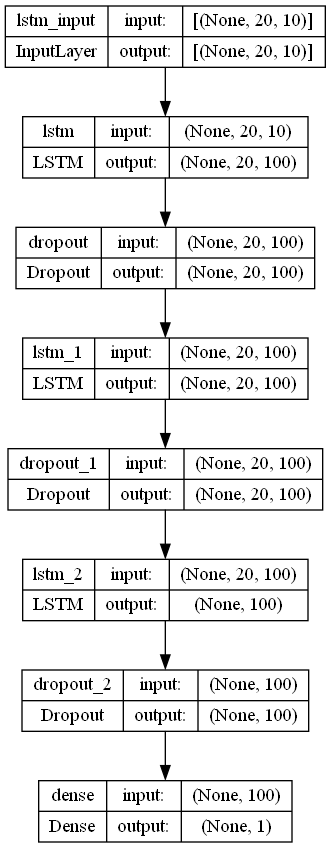 lstm_input input: [(None, 20, 10)]
InputLayer output: [(None, 20, 10)]
lstm input: (None, 20, 10)
LSTM output: (None, 20, 100)
dropout input: (None, 20, 100)
Dropout output: (None, 20, 100)
lstm_1 input: (None, 20, 100)
LSTM output: (None, 20, 100)
dropout_1 input: (None, 20, 100)
Dropout output: (None, 20, 100)
lstm_2 input: (None, 20, 100)
LSTM output: (None, 100)
dropout_2 input: (None, 100)
Dropout output: (None, 100)
dense input: (None, 100)
Dense output: (None, 1)